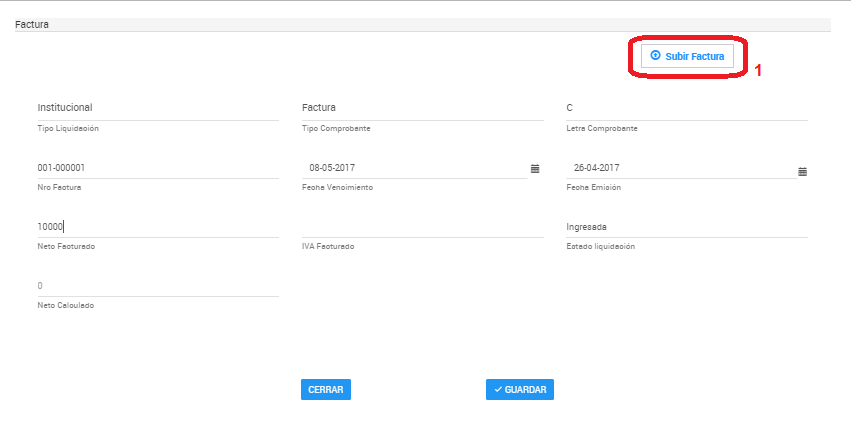 Factura
Subir Factura
1
Institucional Factura C
Tipo Liquidación Tipo Comprobante Letra Comprobante
001-000001 08-05-2017 26-04-2017
Nro Factura Fecha Vencimiento Fecha Emisión
10000 Ingresada
Neto Facturado IVA Facturado Estado liquidación
0
Neto Calculado
CERRAR GUARDAR